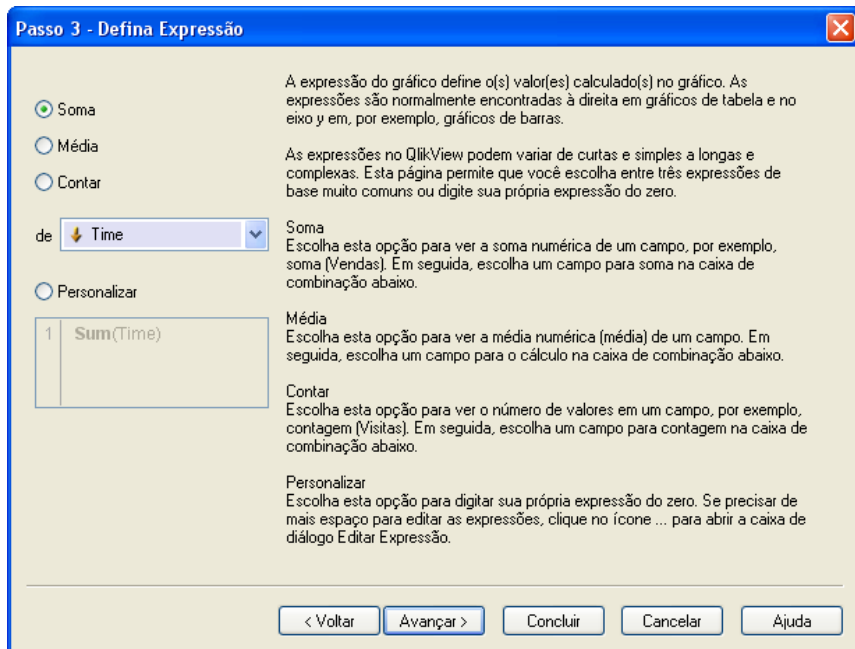 Passo 3 - Defina Expressão
Soma
Média
Contar
de Time
Personalizar
1 Sum(Time)
A expressão do gráfico define o(s) valor(es) calculado(s) no gráfico. As
expressões são normalmente encontradas à direita em gráficos de tabela e no
eixo y em, por exemplo, gráficos de barras.
As expressões no QlikView podem variar de curtas e simples a longas e
complexas. Esta página permite que você escolha entre três expressões de
base muito comuns ou digite sua própria expressão do zero.
Soma
Escolha esta opção para ver a soma numérica de um campo, por exemplo,
soma (Vendas). Em seguida, escolha um campo para soma na caixa de
combinação abaixo.
Média
Escolha esta opção para ver a média numérica (média) de um campo. Em
seguida, escolha um campo para o cálculo na caixa de combinação abaixo.
Contar
Escolha esta opção para ver o número de valores em um campo, por exemplo,
contagem (Visitas). Em seguida, escolha um campo para contagem na caixa de
combinação abaixo.
Personalizar
Escolha esta opção para digitar sua própria expressão do zero. Se precisar de
mais espaço para editar as expressões, clique no ícone ... para abrir a caixa de
diálogo Editar Expressão.
< Voltar Avançar > Concluir Cancelar Ajuda